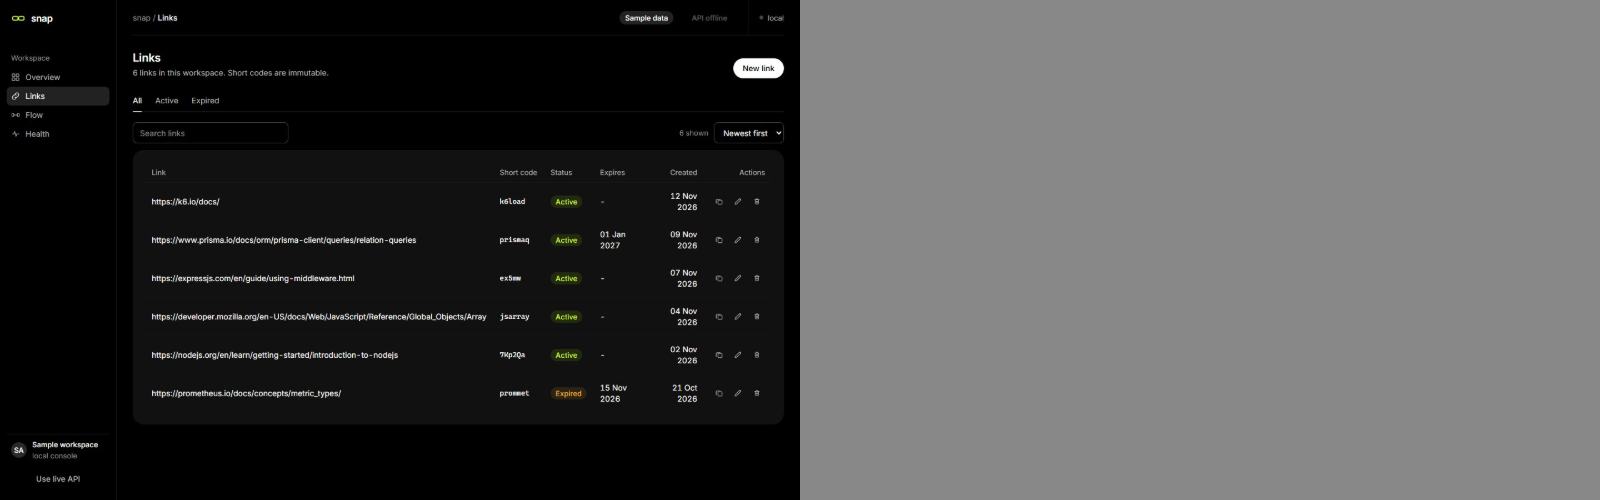 snap
Workspace
Overview
Links
Flow
Health
SA
Sample workspace
local console
Use live API
snap / Links
Sample data
API offline
local
Links
6 links in this workspace. Short codes are immutable.
New link
All Active Expired
Search links
6 shown
Newest first
Link Short code Status Expires Created Actions
https://k6.io/docs/ k6load Active - 12 Nov 2026
https://www.prisma.io/docs/orm/prisma-client/queries/relation-queries prismaq Active 01 Jan 2027 09 Nov 2026
https://expressjs.com/en/guide/using-middleware.html ex5mw Active - 07 Nov 2026
https://developer.mozilla.org/en-US/docs/Web/JavaScript/Reference/Global_Objects/Array jsarray Active - 04 Nov 2026
https://nodejs.org/en/learn/getting-started/introduction-to-nodejs Active - 02 Nov 2026
https://prometheus.io/docs/concepts/metric_types/ prommet Expired 15 Nov 2026 21 Oct 2026